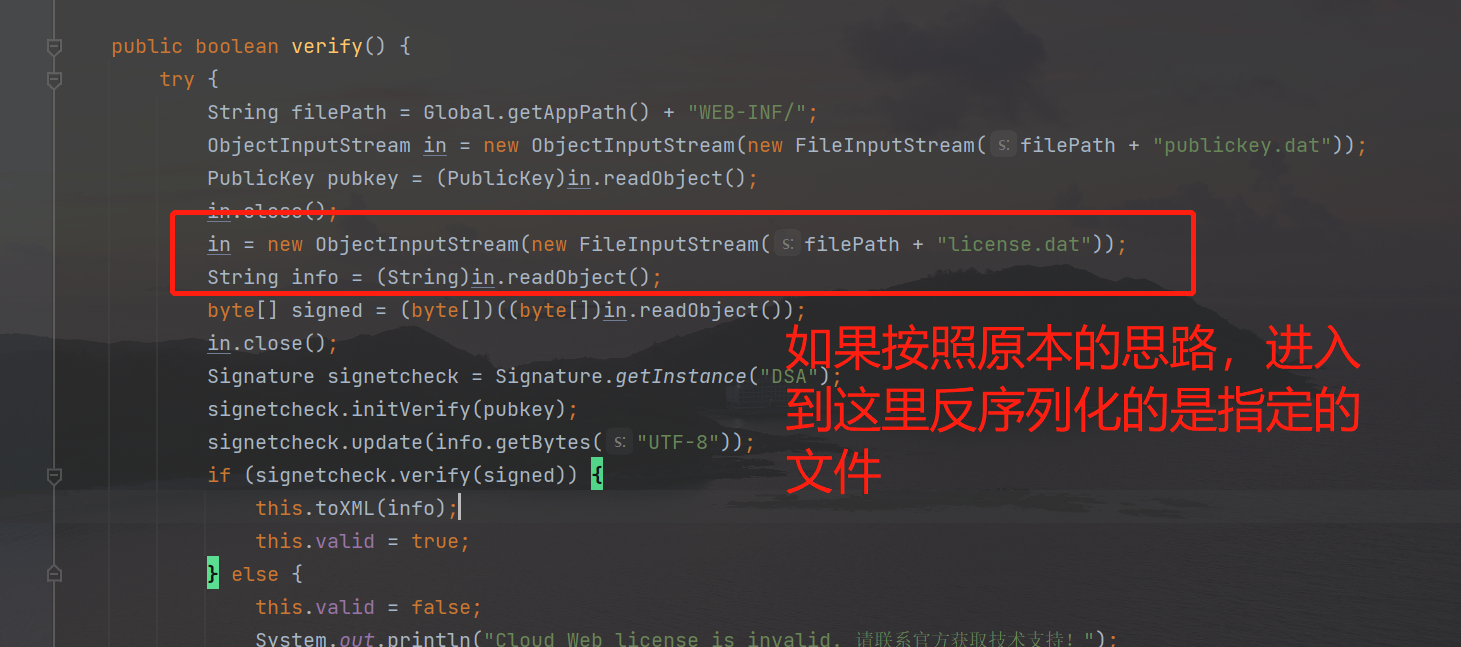 public boolean verify() {
try {
String filePath = Global.getAppPath() + "WEB-INF/";
ObjectInputStream in = new ObjectInputStream(new FileInputStream( s: filePath + "publickey.dat"));
PublicKey pubkey = (PublicKey)in.readObject();
in.close();
in = new ObjectInputStream(new FileInputStream( s: filePath + "license.dat"));
String info = (String)in.readObject();
byte[] signed = (byte[])((byte[])in.readObject());
in.close();
Signature signetcheck = Signature.getInstance("DSA");
signetcheck.initVerify(pubkey);
signetcheck.update(info.getBytes( s: "UTF-8"));
if (signetcheck.verify(signed)) {
this.toXML(info);
this.valid = true;
} else {
this.valid = false;
System.out.println("Cloud Web license is invalid. 请联系官方获取技术支持! ");
如果按照原本的思路，进入
到这里反序列化的是指定的
文件